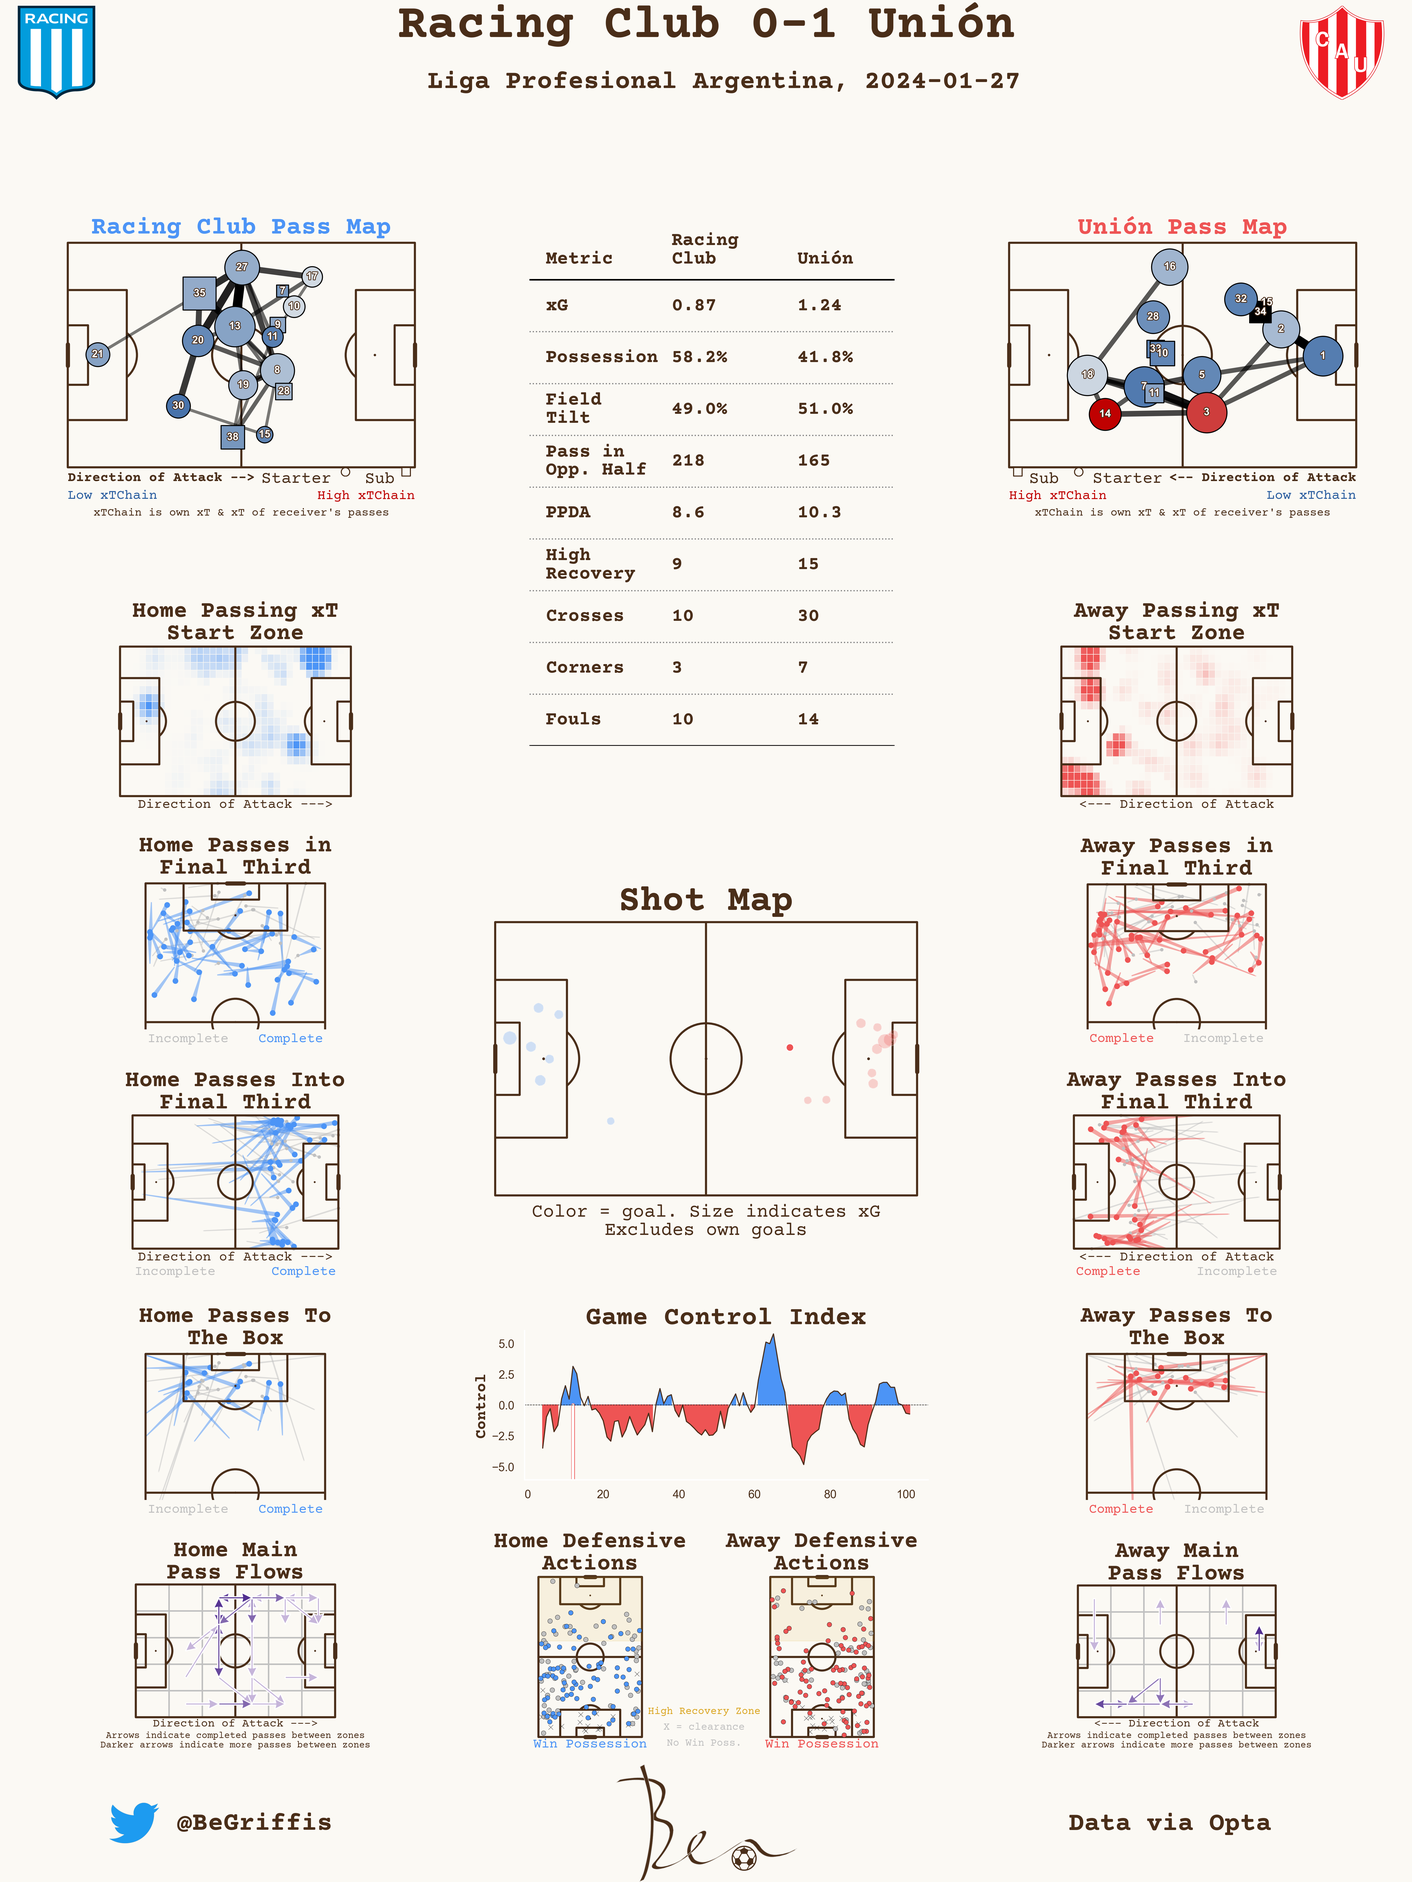 Racing Club 0-1 Unión
Liga Profesional Argentina, 2024-01-27
RACING
CAU
Racing Club Pass Map
27
17
35
7
10
13
9
11
20
21
8
19
28
30
38
15
Direction of Attack --> Starter Sub
Low xTChain High xTChain
xTChain is own xT & xT of receiver's passes
Metric Racing Club Unión
xG 0.87 1.24
Possession 58.2% 41.8%
Field Tilt 49.0% 51.0%
Pass in Opp. Half 218 165
PPDA 8.6 10.3
High Recovery 9 15
Crosses 10 30
Corners 3 7
Fouls 10 14
Unión Pass Map
16
32
15
34
28
2
33
10
1
18
5
7
11
14
3
Sub Starter <-- Direction of Attack
High xTChain Low xTChain
xTChain is own xT & xT of receiver's passes
Home Passing xT
Start Zone
Direction of Attack --->
Away Passing xT
Start Zone
<--- Direction of Attack
Home Passes in
Final Third
Incomplete Complete
Away Passes in
Final Third
Complete Incomplete
Shot Map
Color = goal. Size indicates xG
Excludes own goals
Home Passes Into
Final Third
Direction of Attack --->
Incomplete Complete
Away Passes Into
Final Third
<--- Direction of Attack
Complete Incomplete
Home Passes To
The Box
Incomplete Complete
Game Control Index
Control
5.0
2.5
0.0
−2.5
−5.0
0 20 40 60 80 100
Away Passes To
The Box
Complete Incomplete
Home Main
Pass Flows
Direction of Attack --->
Arrows indicate completed passes between zones
Darker arrows indicate more passes between zones
Home Defensive
Actions
Win Possession
Away Defensive
Actions
Win Possession
High Recovery Zone
X = clearance
No Win Poss.
Away Main
Pass Flows
<--- Direction of Attack
Arrows indicate completed passes between zones
Darker arrows indicate more passes between zones
@BeGriffis
Ben
Data via Opta